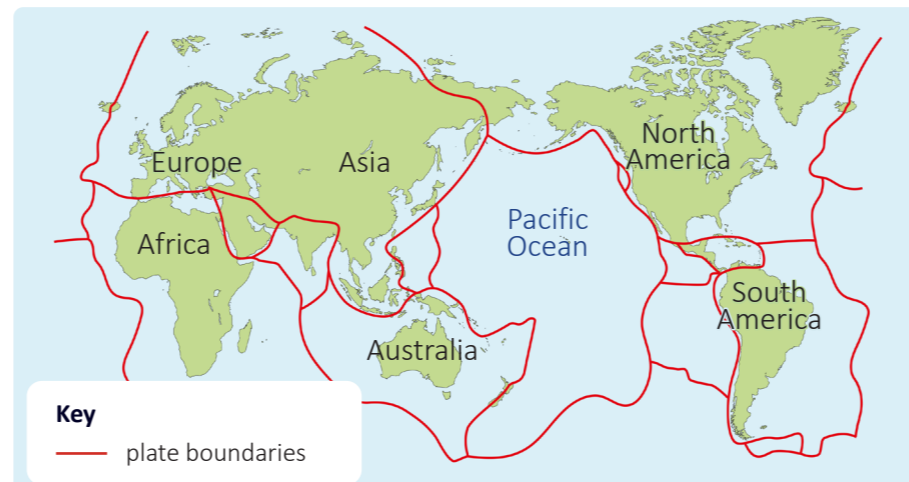 Europe
Asia
North
America
Africa
Pacific
Ocean
South
America
Australia
Key
plate boundaries